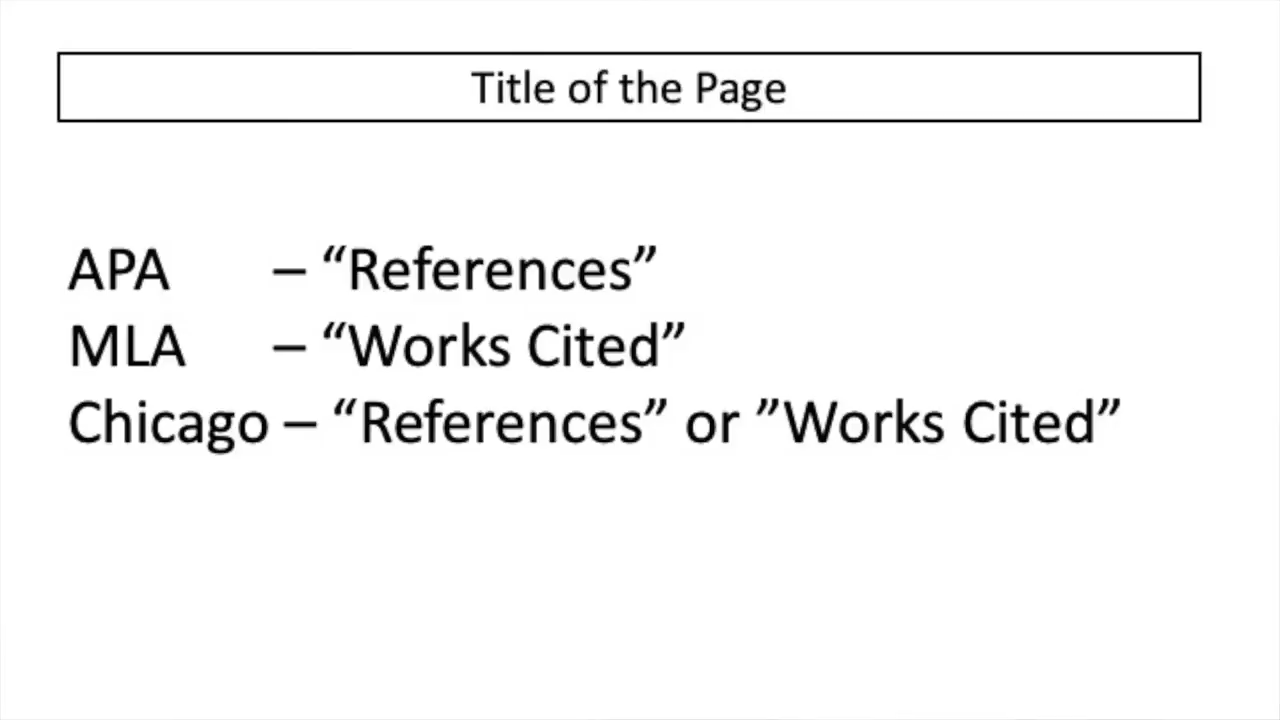 Title of the Page
APA – “References”
MLA – “Works Cited”
Chicago – “References” or ”Works Cited”